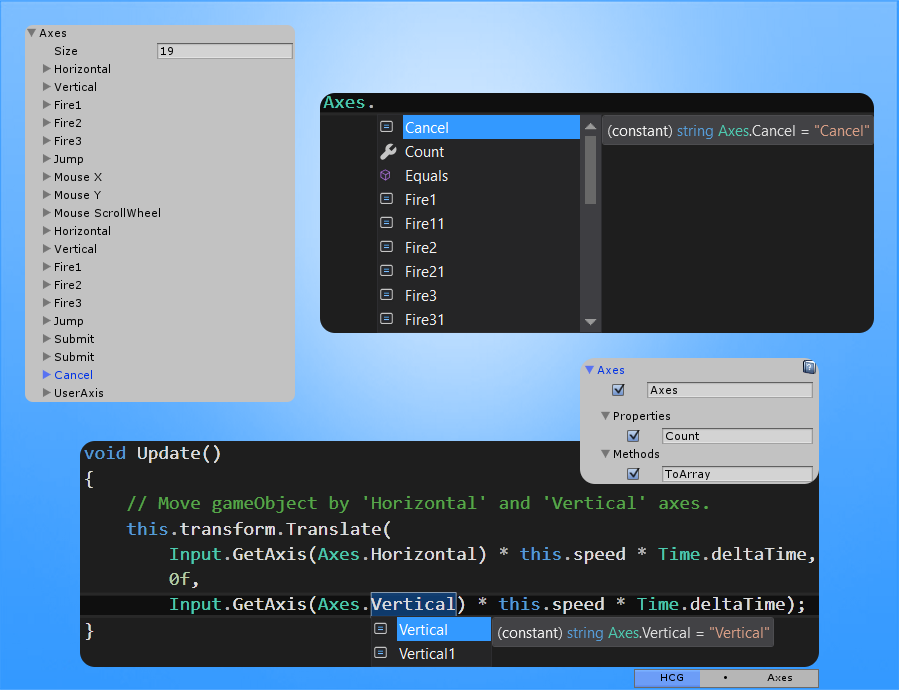 Axes
Size 19
Horizontal
Vertical
Fire1
Fire2
Fire3
Jump
Mouse X
Mouse Y
Mouse ScrollWheel
Horizontal
Vertical
Fire1
Fire2
Fire3
Jump
Submit
Submit
Cancel
UserAxis
Axes.
Cancel
(constant) string Axes.Cancel = "Cancel"
Count
Equals
Fire1
Fire11
Fire2
Fire21
Fire3
Fire31
Axes
Axes
Properties
Count
Methods
ToArray
void Update()
{
// Move gameObject by 'Horizontal' and 'Vertical' axes.
this.transform.Translate(
Input.GetAxis(Axes.Horizontal) * this.speed * Time.deltaTime,
0f,
Input.GetAxis(Axes.Vertical) * this.speed * Time.deltaTime);
}
Vertical
(constant) string Axes.Vertical = "Vertical"
Vertical1
HCG • Axes